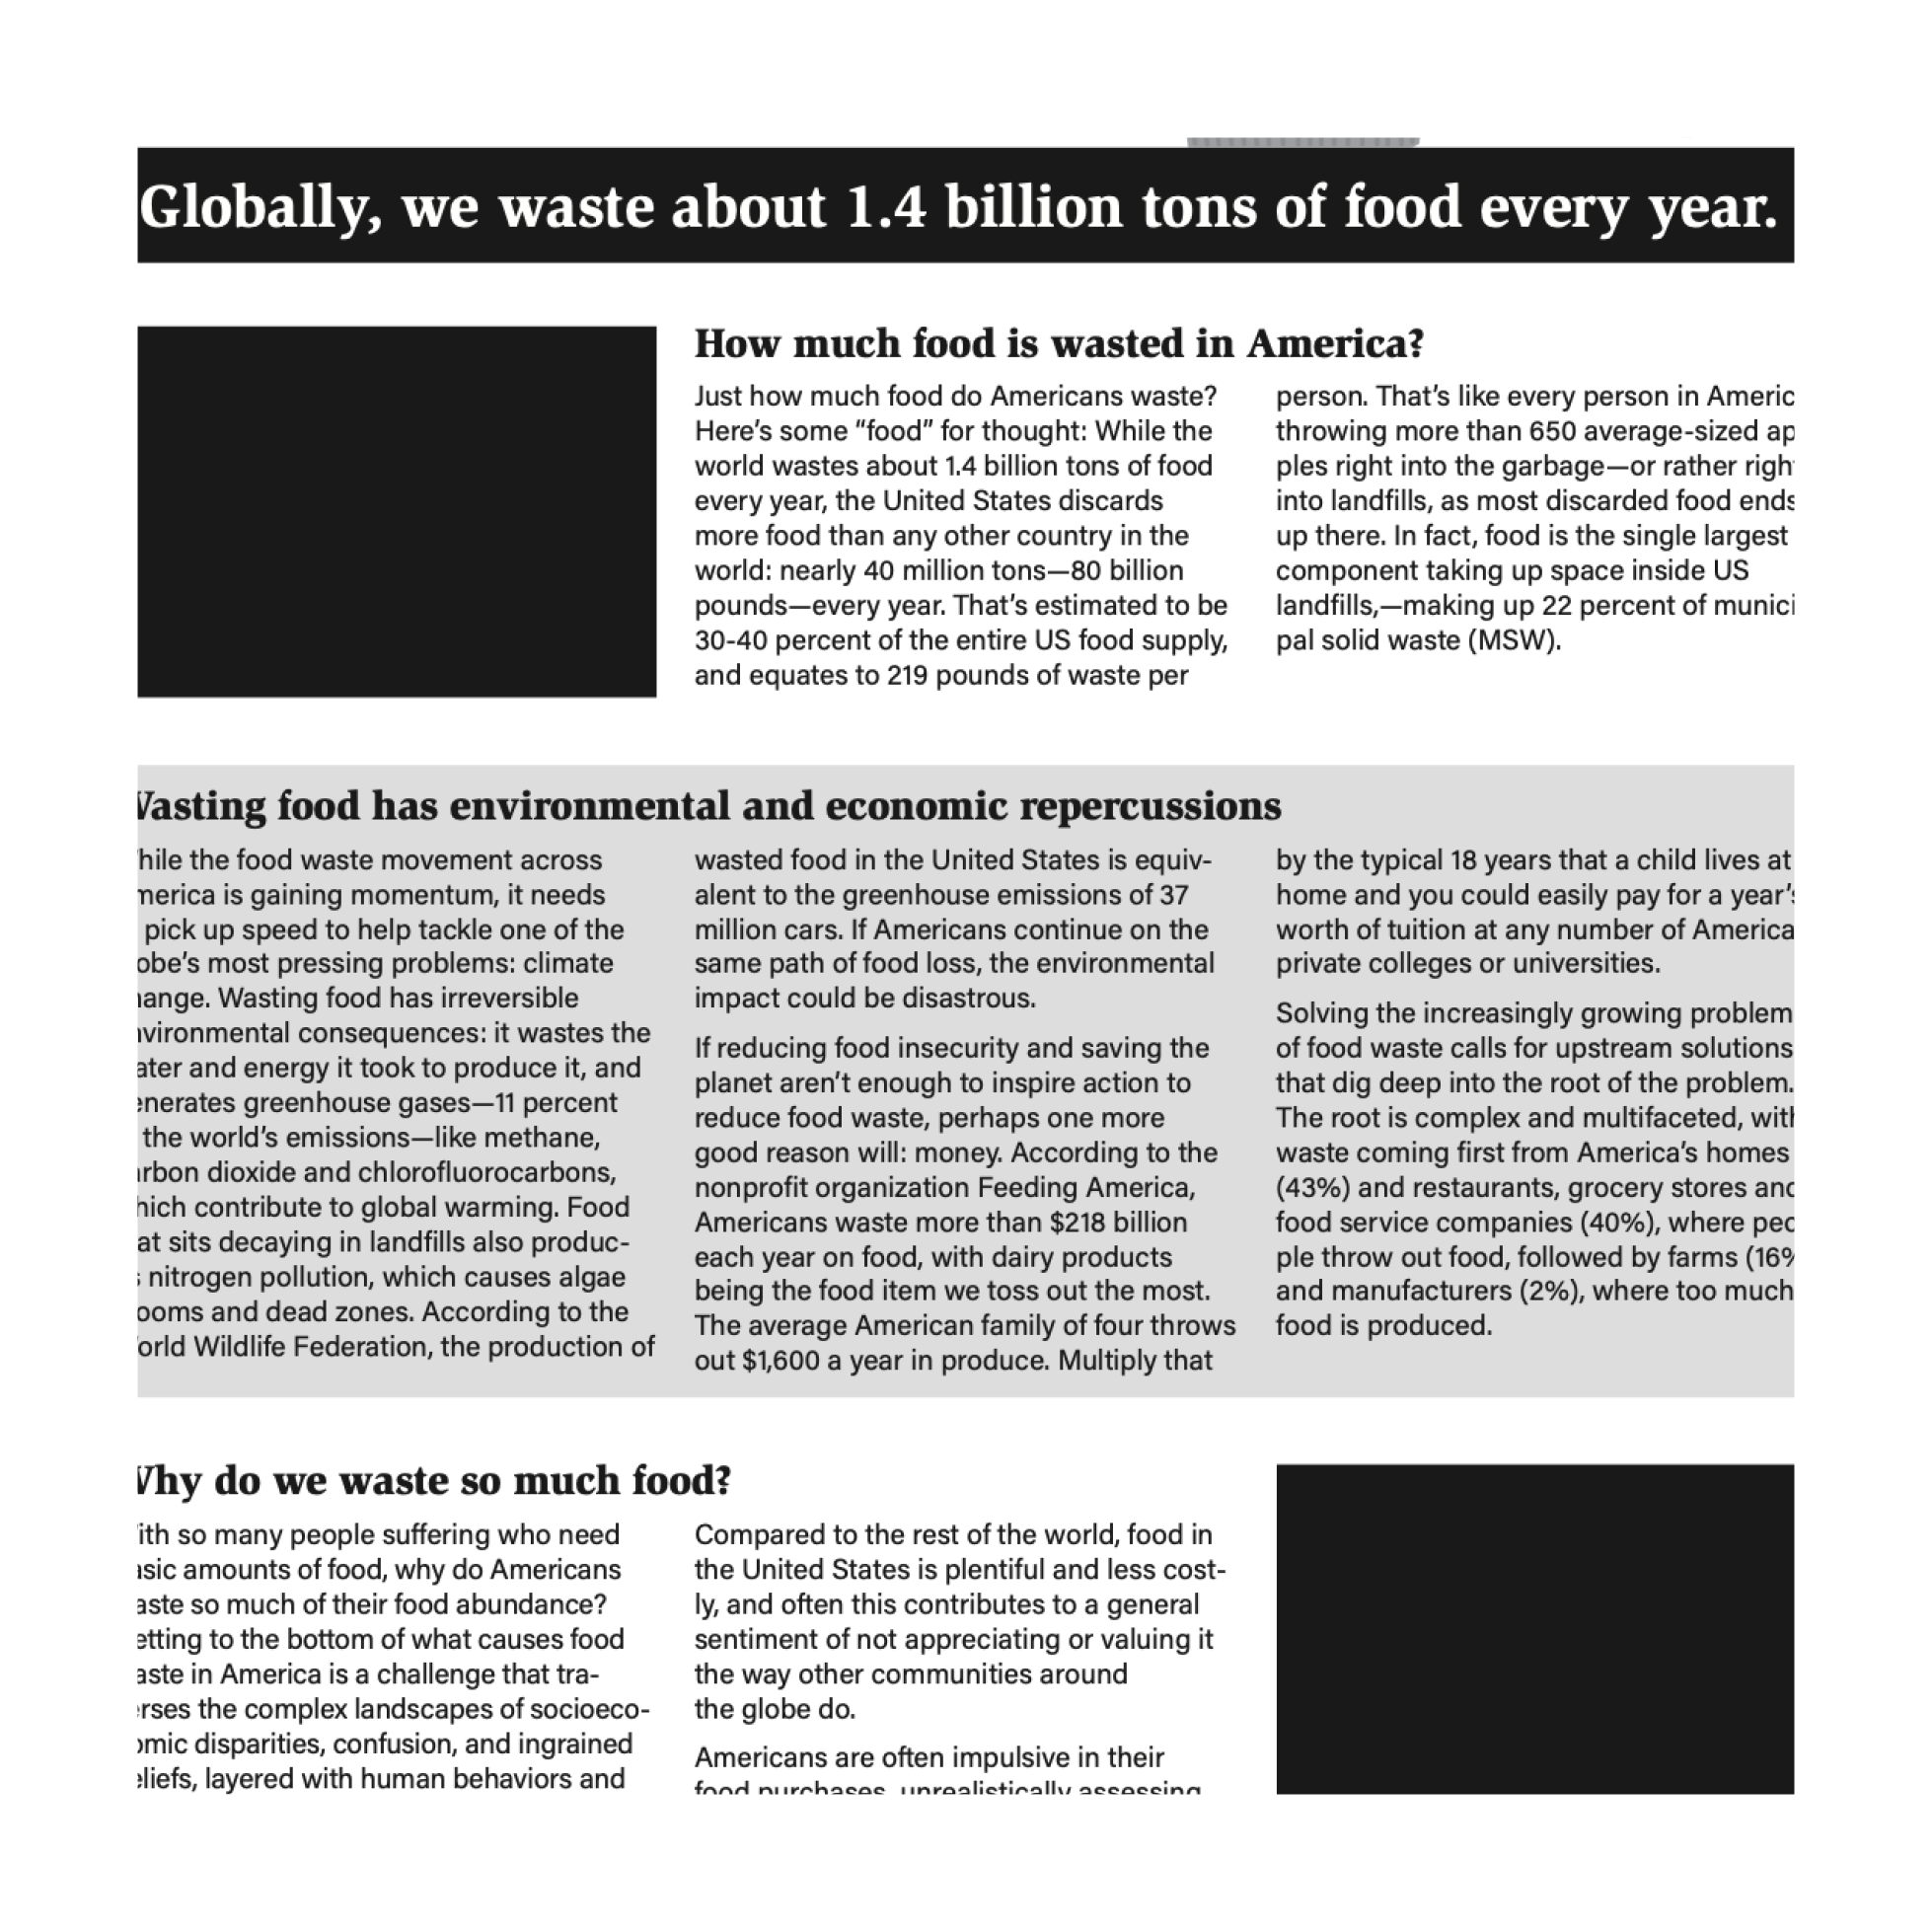 Globally, we waste about 1.4 billion tons of food every year.
How much food is wasted in America?
Just how much food do Americans waste?
Here's some “food” for thought: While the
world wastes about 1.4 billion tons of food
every year, the United States discards
more food than any other country in the
world: nearly 40 million tons—80 billion
pounds—every year. That's estimated to be
30-40 percent of the entire US food supply,
and equates to 219 pounds of waste per
person. That's like every person in Americ
throwing more than 650 average-sized ap
ples right into the garbage—or rather righ
into landfills, as most discarded food ends
up there. In fact, food is the single largest
component taking up space inside US
landfills,—making up 22 percent of munici
pal solid waste (MSW).
Wasting food has environmental and economic repercussions
hile the food waste movement across
merica is gaining momentum, it needs
pick up speed to help tackle one of the
obe's most pressing problems: climate
ange. Wasting food has irreversible
vironmental consequences: it wastes the
ater and energy it took to produce it, and
enerates greenhouse gases—11 percent
the world's emissions—like methane,
rbon dioxide and chlorofluorocarbons,
hich contribute to global warming. Food
at sits decaying in landfills also produc-
nitrogen pollution, which causes algae
ooms and dead zones. According to the
orld Wildlife Federation, the production of
wasted food in the United States is equiv-
alent to the greenhouse emissions of 37
million cars. If Americans continue on the
same path of food loss, the environmental
impact could be disastrous.
If reducing food insecurity and saving the
planet aren't enough to inspire action to
reduce food waste, perhaps one more
good reason will: money. According to the
nonprofit organization Feeding America,
Americans waste more than $218 billion
each year on food, with dairy products
being the food item we toss out the most.
The average American family of four throws
out $1,600 a year in produce. Multiply that
by the typical 18 years that a child lives at
home and you could easily pay for a year's
worth of tuition at any number of America
private colleges or universities.
Solving the increasingly growing problem
of food waste calls for upstream solutions
that dig deep into the root of the problem.
The root is complex and multifaceted, with
waste coming first from America's homes
(43%) and restaurants, grocery stores and
food service companies (40%), where peo
ple throw out food, followed by farms (16%
and manufacturers (2%), where too much
food is produced.
Why do we waste so much food?
ith so many people suffering who need
asic amounts of food, why do Americans
aste so much of their food abundance?
etting to the bottom of what causes food
aste in America is a challenge that tra-
erses the complex landscapes of socioeco-
omic disparities, confusion, and ingrained
eliefs, layered with human behaviors and
Compared to the rest of the world, food in
the United States is plentiful and less cost-
ly, and often this contributes to a general
sentiment of not appreciating or valuing it
the way other communities around
the globe do.
Americans are often impulsive in their
food purchases, unrealistically assessing